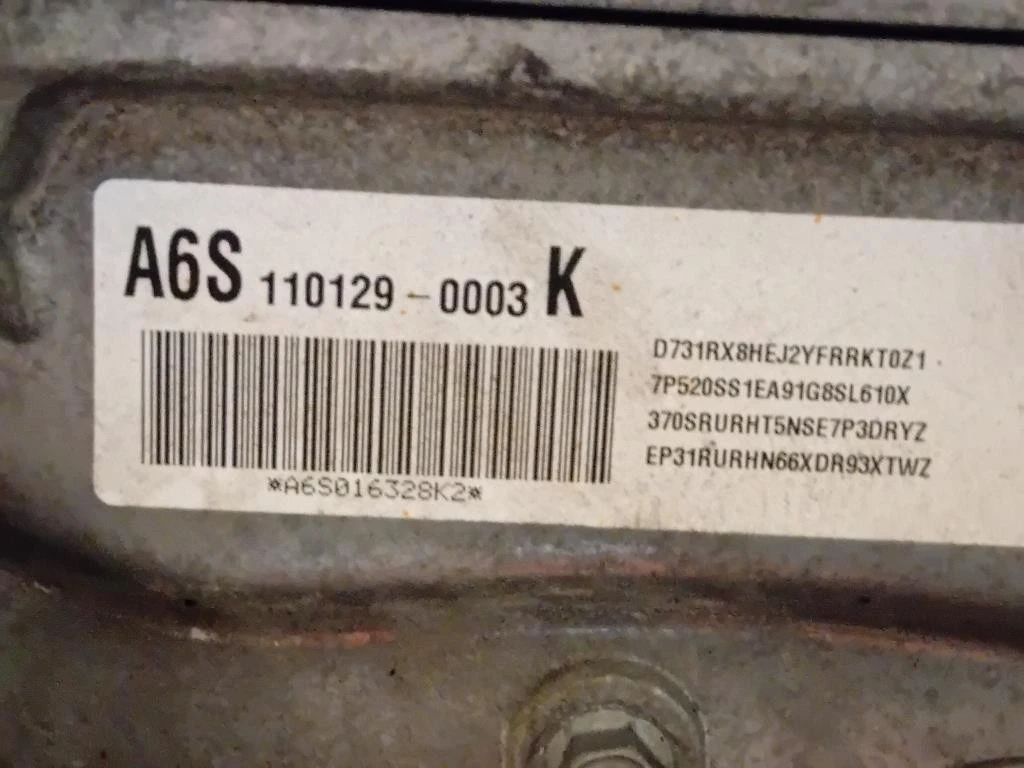 A6S 110129 - 0003 K
D731RX8HEJ2YFRRKT0Z1
7P520SS1EA91G8SL610X
370SRURHT5NSE7P3DRYZ
EP31RURHN66XDR93XTWZ
*A6S016328K2*